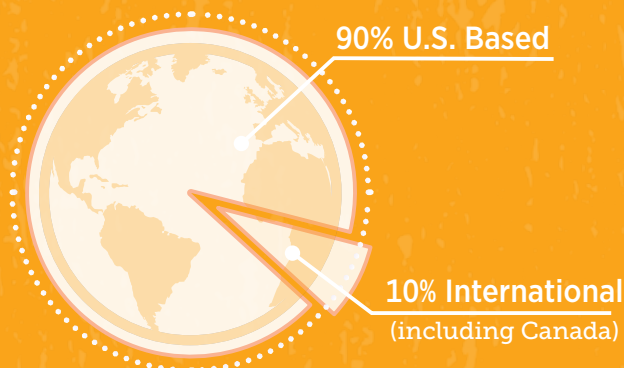 90% U.S. Based
10% International
(including Canada)